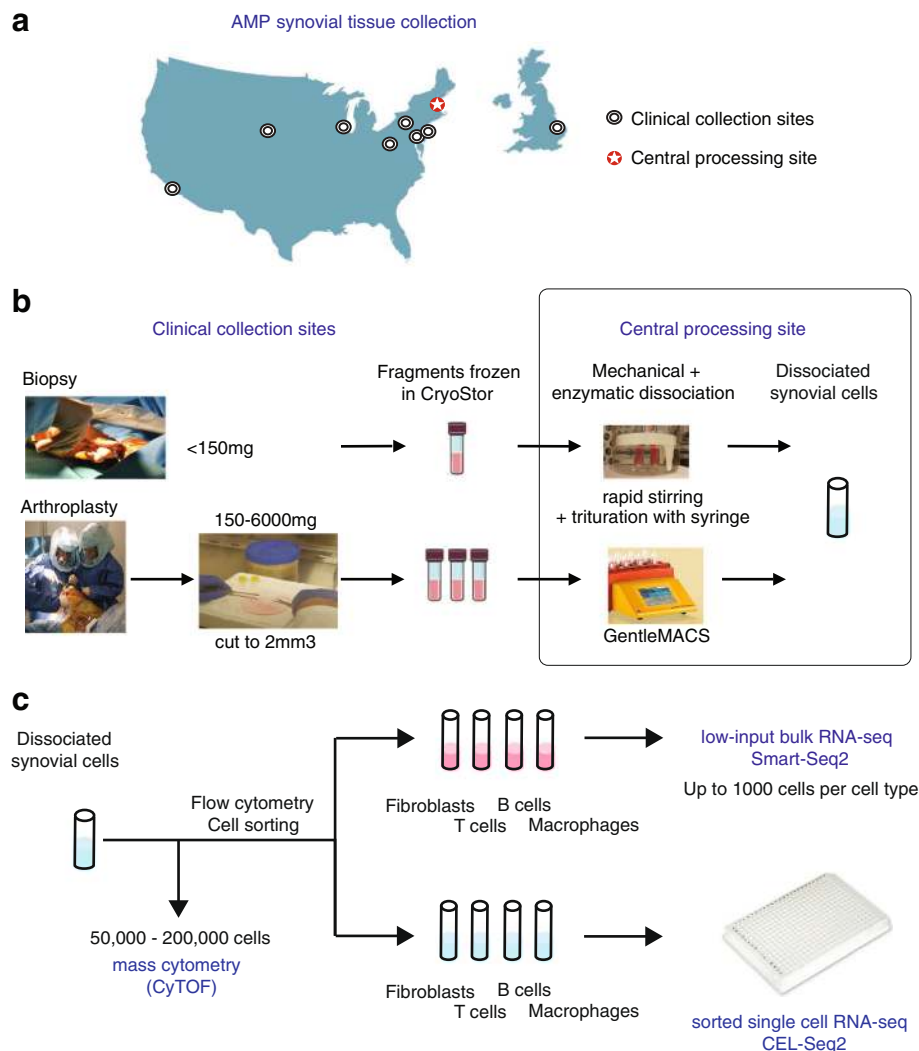 a
AMP synovial tissue collection
Clinical collection sites
Central processing site
b
Clinical collection sites
Central processing site
Biopsy
<150mg
Fragments frozen
in CryoStor
Mechanical +
enzymatic dissociation
Dissociated
synovial cells
rapid stirring
+ trituration with syringe
Arthroplasty
150-6000mg
cut to 2mm3
GentleMACS
c
Dissociated
synovial cells
Flow cytometry
Cell sorting
50,000 - 200,000 cells
mass cytometry
(CyTOF)
Fibroblasts B cells
T cells Macrophages
low-input bulk RNA-seq
Smart-Seq2
Up to 1000 cells per cell type
Fibroblasts B cells
T cells Macrophages
sorted single cell RNA-seq
CEL-Seq2